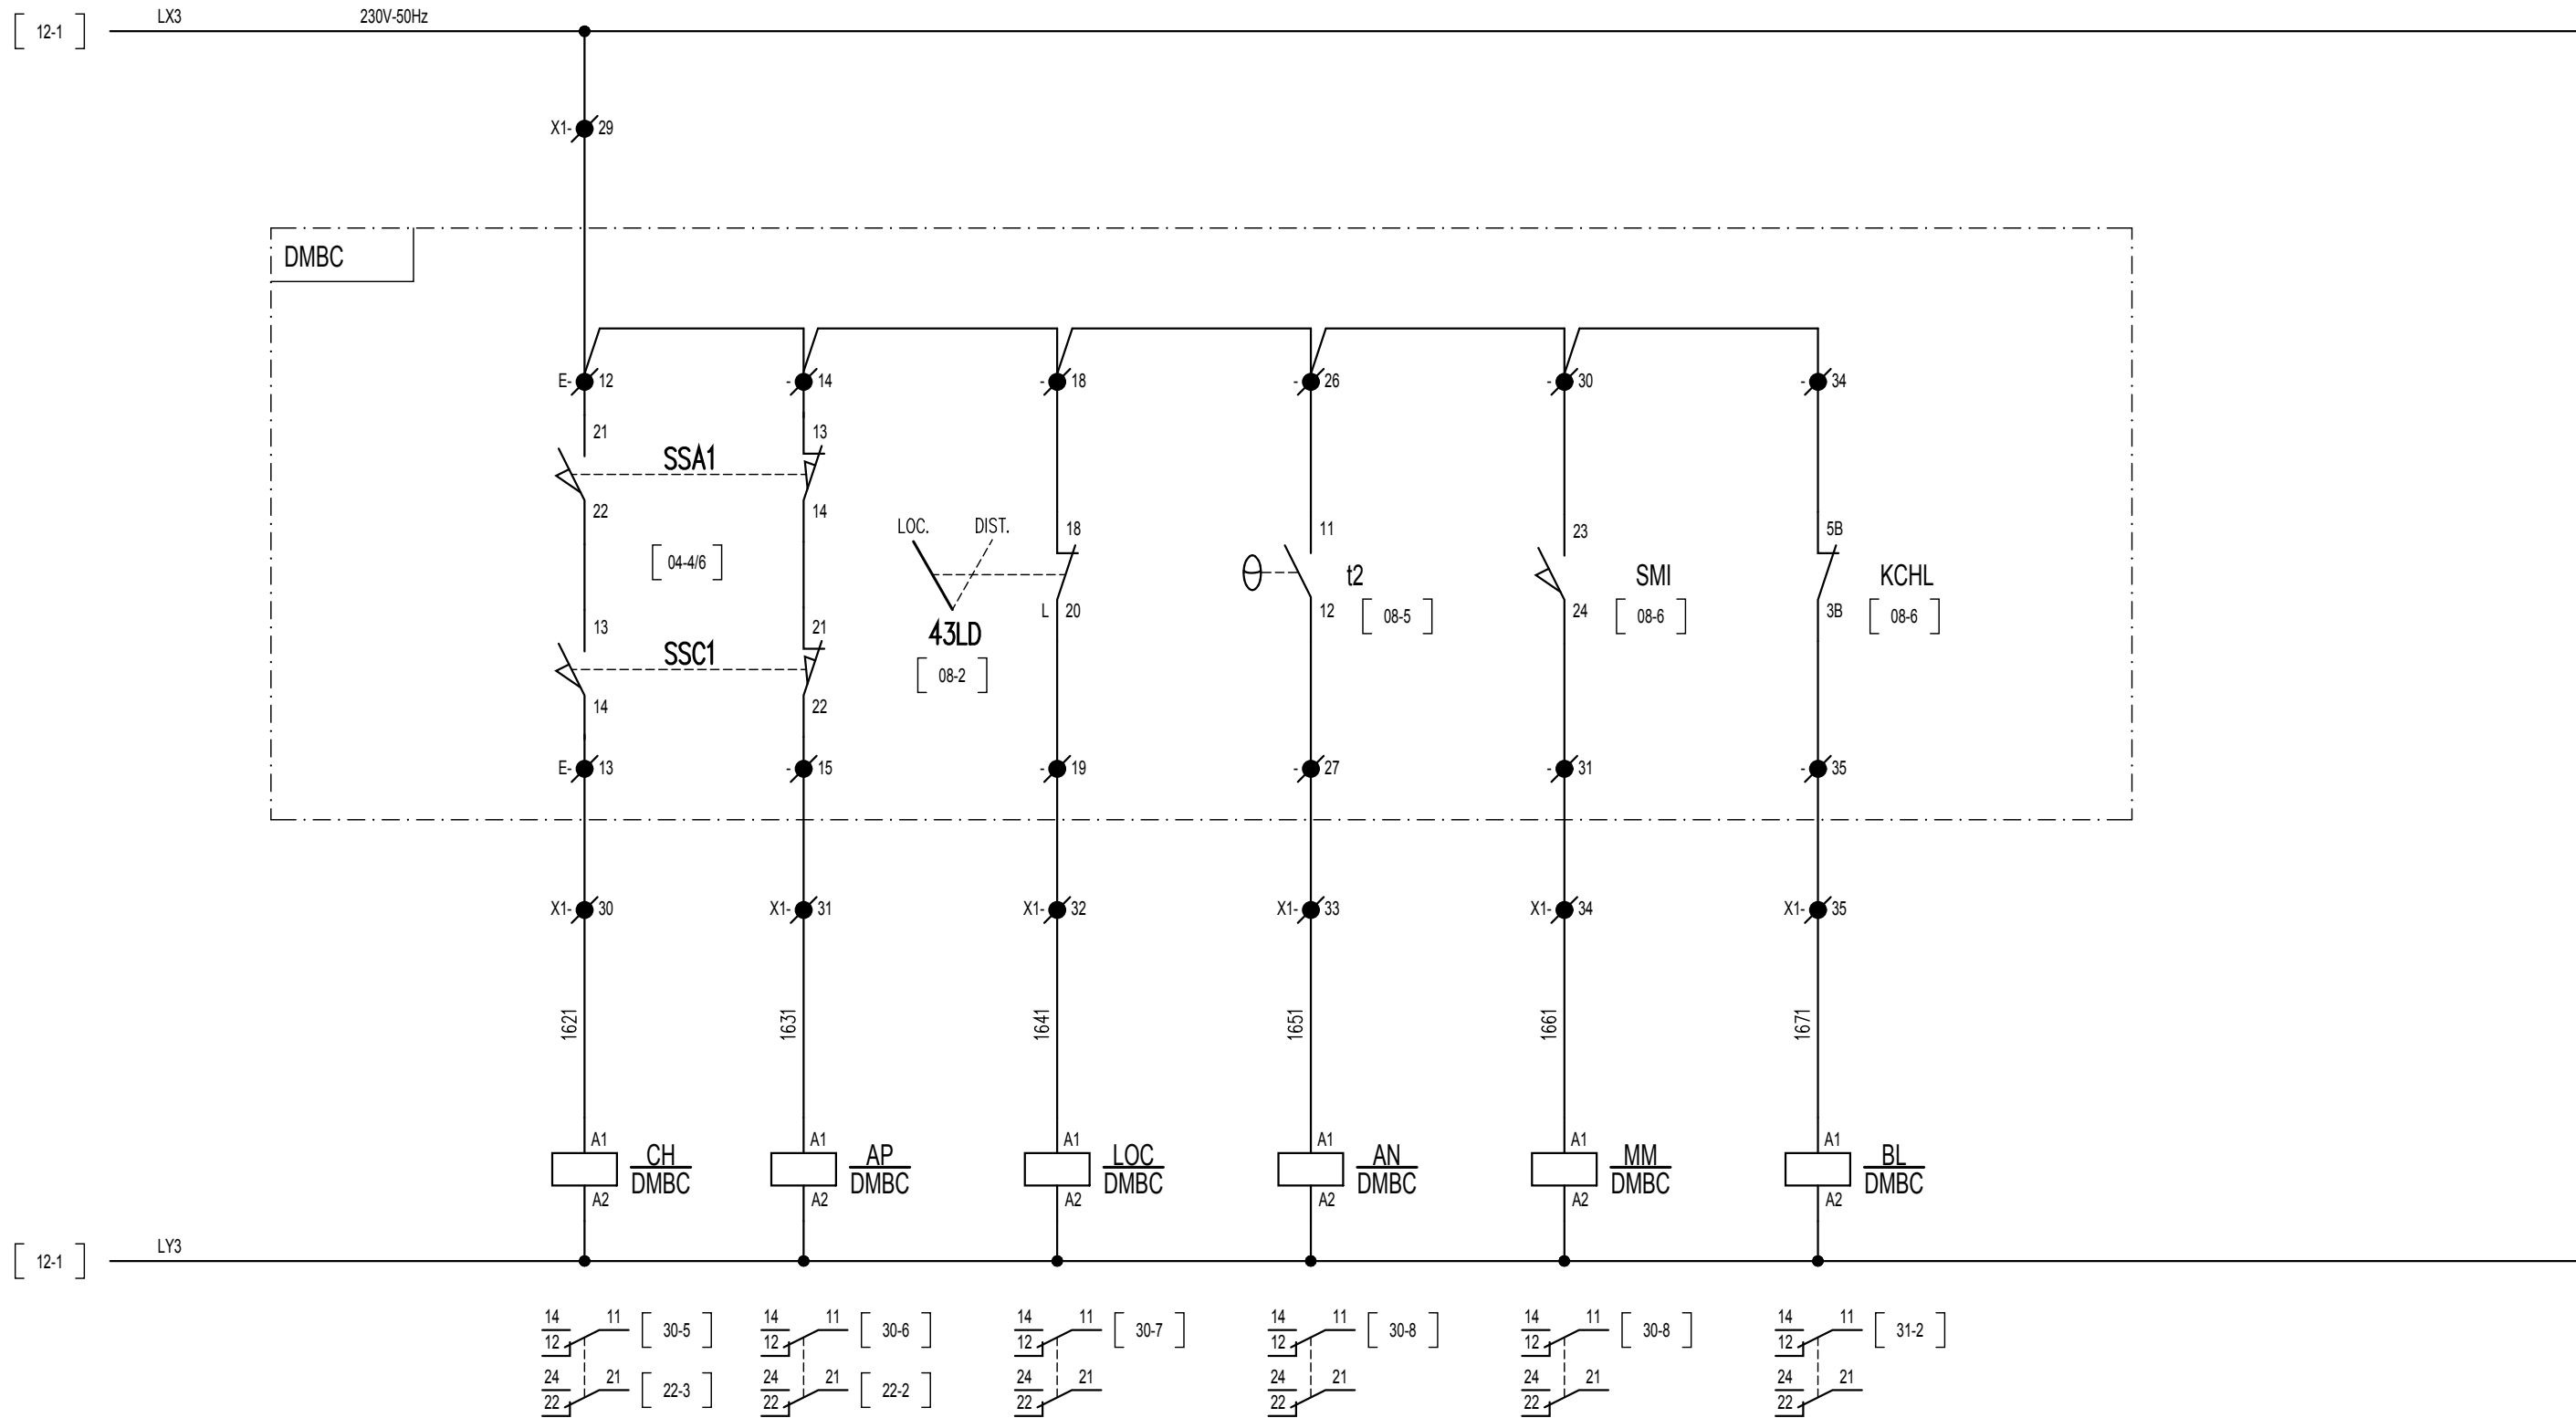 LX3 230V-50Hz
[ 12-1 ]
X1- 29
DMBC
E- 12 - 14 - 18 - 26 - 30 - 34
21 13
SSA1
22 14
LOC. DIST. 18 11 23 5B
[ 04-4/6 ]
t2 SMI KCHL
L 20 12 [ 08-5 ] 24 [ 08-6 ] 3B [ 08-6 ]
13 21
43LD
SSC1
[ 08-2 ]
14 22
E- 13 - 15 - 19 - 27 - 31 - 35
X1- 30 X1- 31 X1- 32 X1- 33 X1- 34 X1- 35
1621 1631 1641 1651 1661 1671
A1 A1 A1 A1 A1 A1
CH AP LOC AN MM BL
DMBC DMBC DMBC DMBC DMBC DMBC
A2 A2 A2 A2 A2 A2
LY3
[ 12-1 ]
14 11 14 11 14 11 14 11 14 11 14 11
[ 30-5 ] [ 30-6 ] [ 30-7 ] [ 30-8 ] [ 30-8 ] [ 31-2 ]
12 12 12 12 12 12
24 21 24 21 24 21 24 21 24 21 24 21
[ 22-3 ] [ 22-2 ]
22 22 22 22 22 22